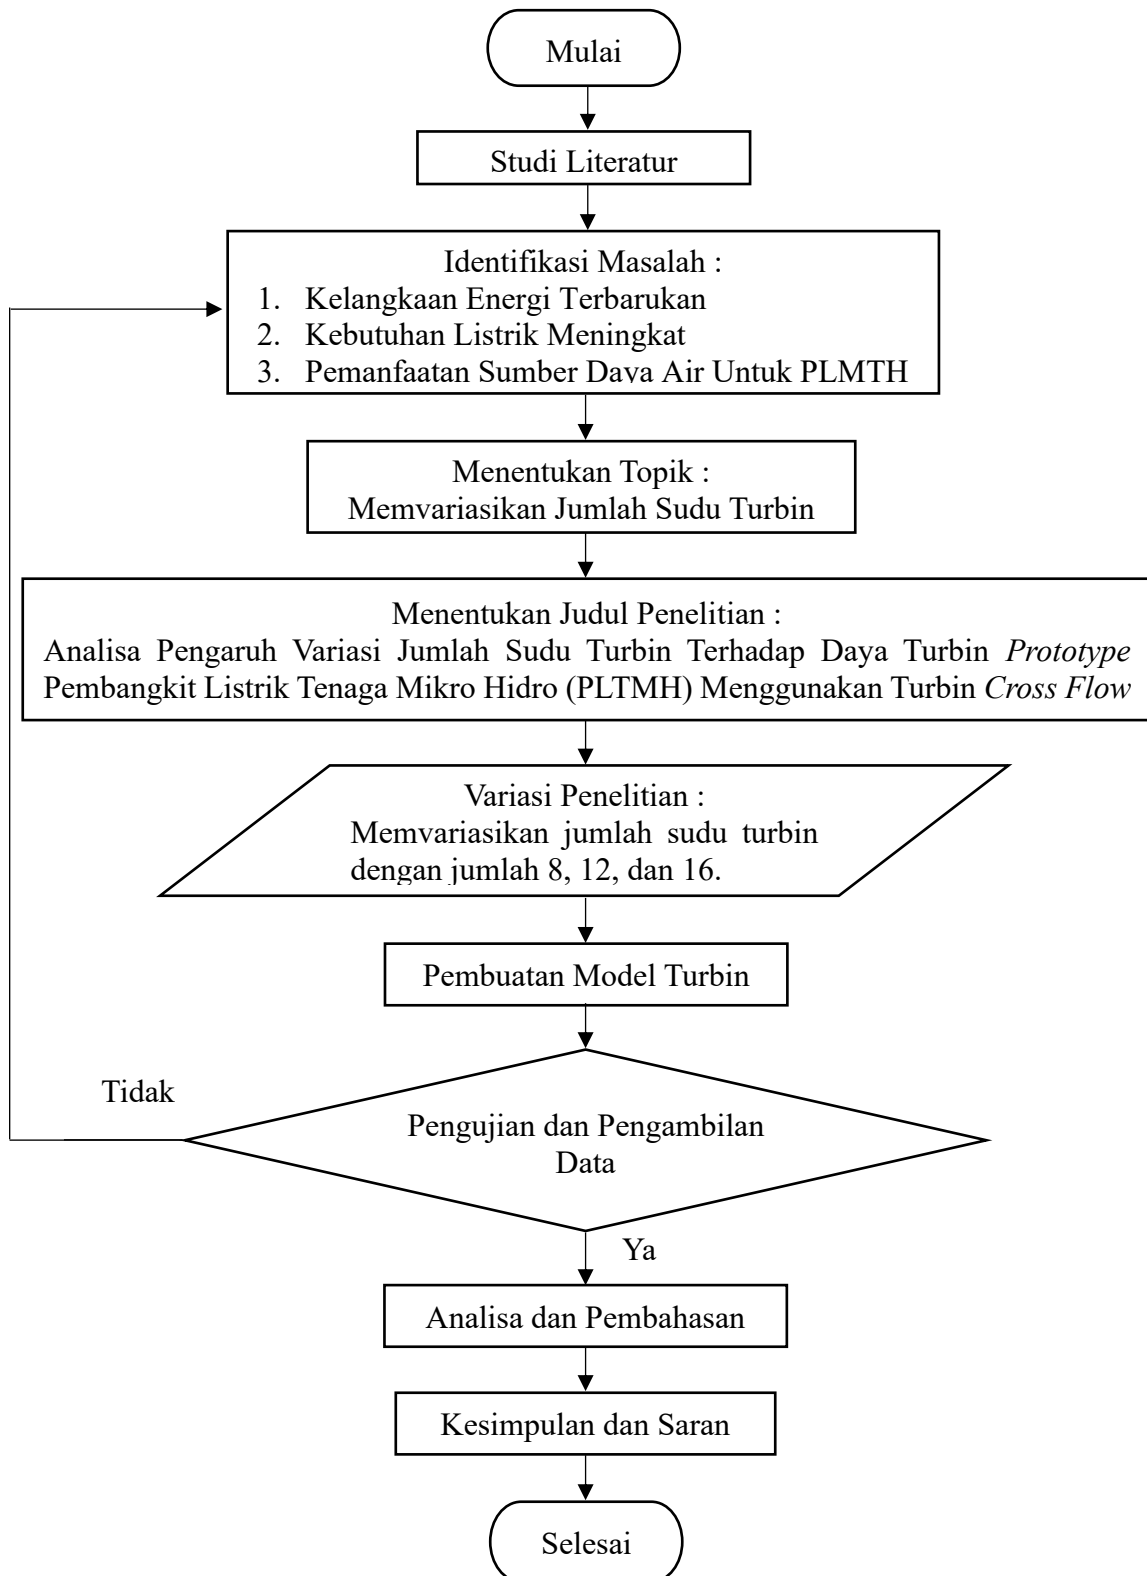 Mulai
Studi Literatur
Identifikasi Masalah :
1. Kelangkaan Energi Terbarukan
2. Kebutuhan Listrik Meningkat
3. Pemanfaatan Sumber Daya Air Untuk PLMTH
Menentukan Topik :
Memvariasikan Jumlah Sudu Turbin
Menentukan Judul Penelitian :
Analisa Pengaruh Variasi Jumlah Sudu Turbin Terhadap Daya Turbin Prototype
Pembangkit Listrik Tenaga Mikro Hidro (PLTMH) Menggunakan Turbin Cross Flow
Variasi Penelitian :
Memvariasikan jumlah sudu turbin
dengan jumlah 8, 12, dan 16.
Pembuatan Model Turbin
Tidak
Pengujian dan Pengambilan
Data
Ya
Analisa dan Pembahasan
Kesimpulan dan Saran
Selesai